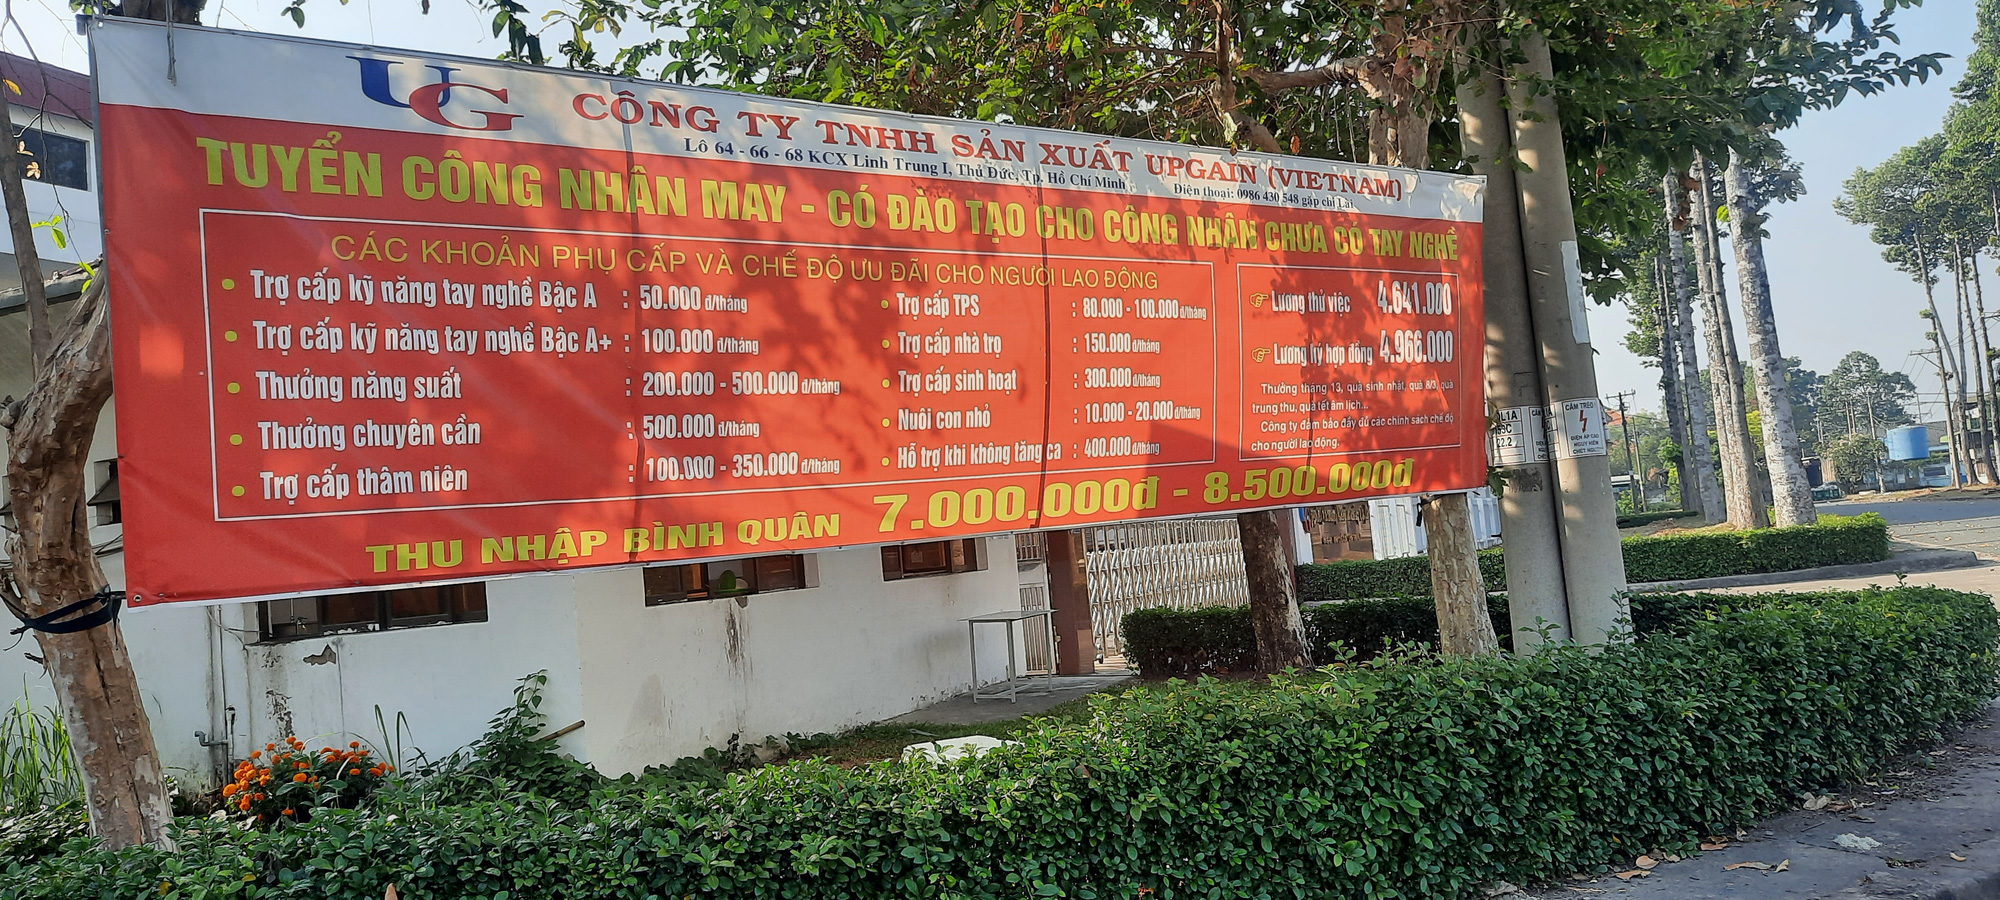 UG
CÔNG TY TNHH SẢN XUẤT UPGAIN (VIETNAM)
Lô 64 - 66 - 68 KCX Linh Trung I, Thủ Đức, Tp. Hồ Chí Minh
Điện thoại: 0986 430 548 gặp chị Lai
TUYỂN CÔNG NHÂN MAY - CÓ ĐÀO TẠO CHO CÔNG NHÂN CHƯA CÓ TAY NGHỀ
CÁC KHOẢN PHỤ CẤP VÀ CHẾ ĐỘ ƯU ĐÃI CHO NGƯỜI LAO ĐỘNG
• Trợ cấp kỹ năng tay nghề Bậc A : 50.000 đ/tháng
• Trợ cấp kỹ năng tay nghề Bậc A+ : 100.000 đ/tháng
• Thưởng năng suất : 200.000 - 500.000 đ/tháng
• Thưởng chuyên cần : 500.000 đ/tháng
• Trợ cấp thâm niên : 100.000 - 350.000 đ/tháng
• Trợ cấp TPS : 80.000 - 100.000 đ/tháng
• Trợ cấp nhà trọ : 150.000 đ/tháng
• Trợ cấp sinh hoạt : 300.000 đ/tháng
• Nuôi con nhỏ : 10.000 - 20.000 đ/tháng
• Hỗ trợ khi không tăng ca : 400.000 đ/tháng
Lương thử việc 4.641.000
Lương ký hợp đồng 4.966.000
Thưởng tháng 13, quà sinh nhật, quà 8/3, quà
trung thu, quà tết âm lịch...
Công ty đảm bảo đầy đủ các chính sách chế độ
cho người lao động.
THU NHẬP BÌNH QUÂN 7.000.000đ - 8.500.000đ
CẤM TRÈO
ĐIỆN ÁP CAO
NGUY HIỂM
CHẾT NGƯỜI